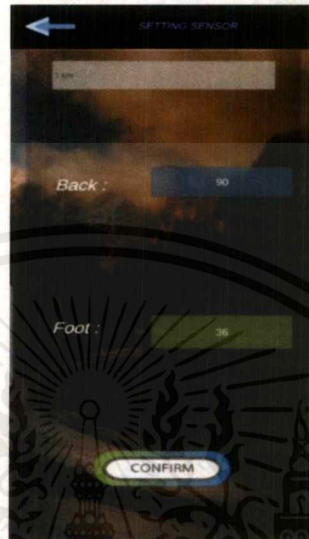 SETTING SENSOR
Back :
90
Foot :
36
CONFIRM